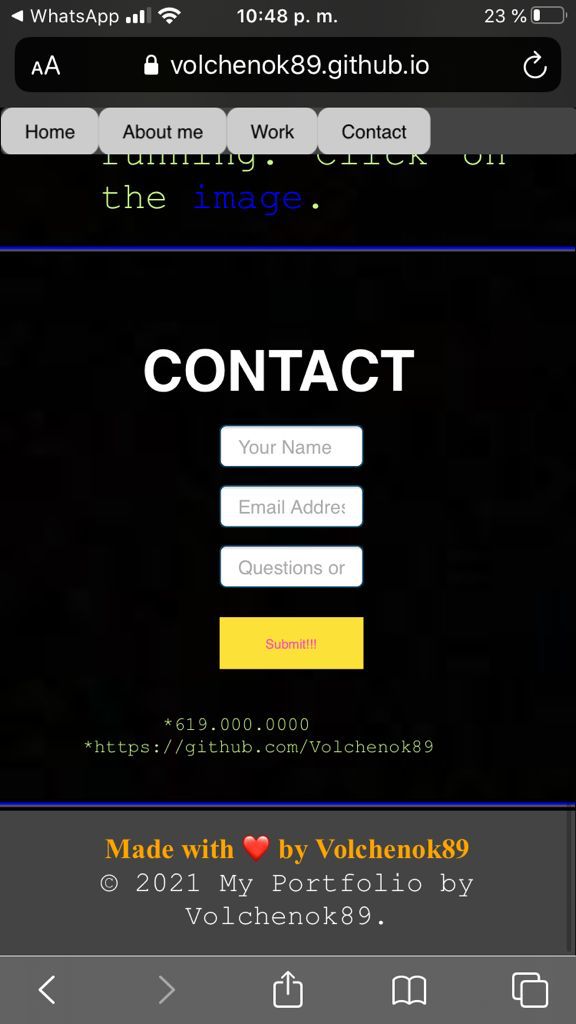 WhatsApp 10:48 p. m. 23 %
AA volchenok89.github.io
Home About me Work Contact
running. Click on
the image.
CONTACT
Your Name
Email Addres
Questions or
Submit!!!
*619.000.0000
*https://github.com/Volchenok89
Made with ❤️ by Volchenok89
© 2021 My Portfolio by
Volchenok89.